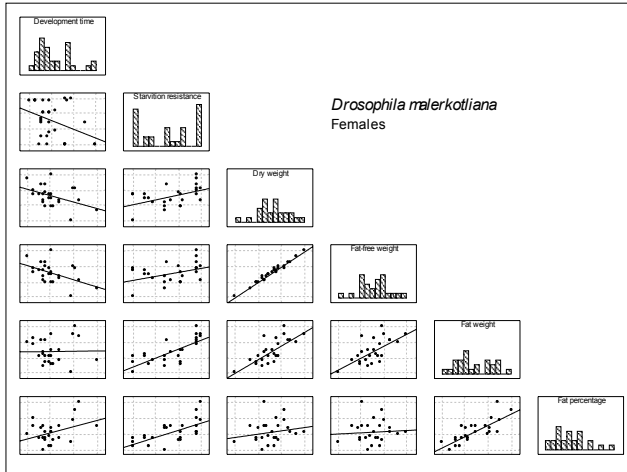 Development time
Starvition resistance
Drosophila malerkotliana
Females
Dry weight
Fat-free weight
Fat weight
Fat percentage